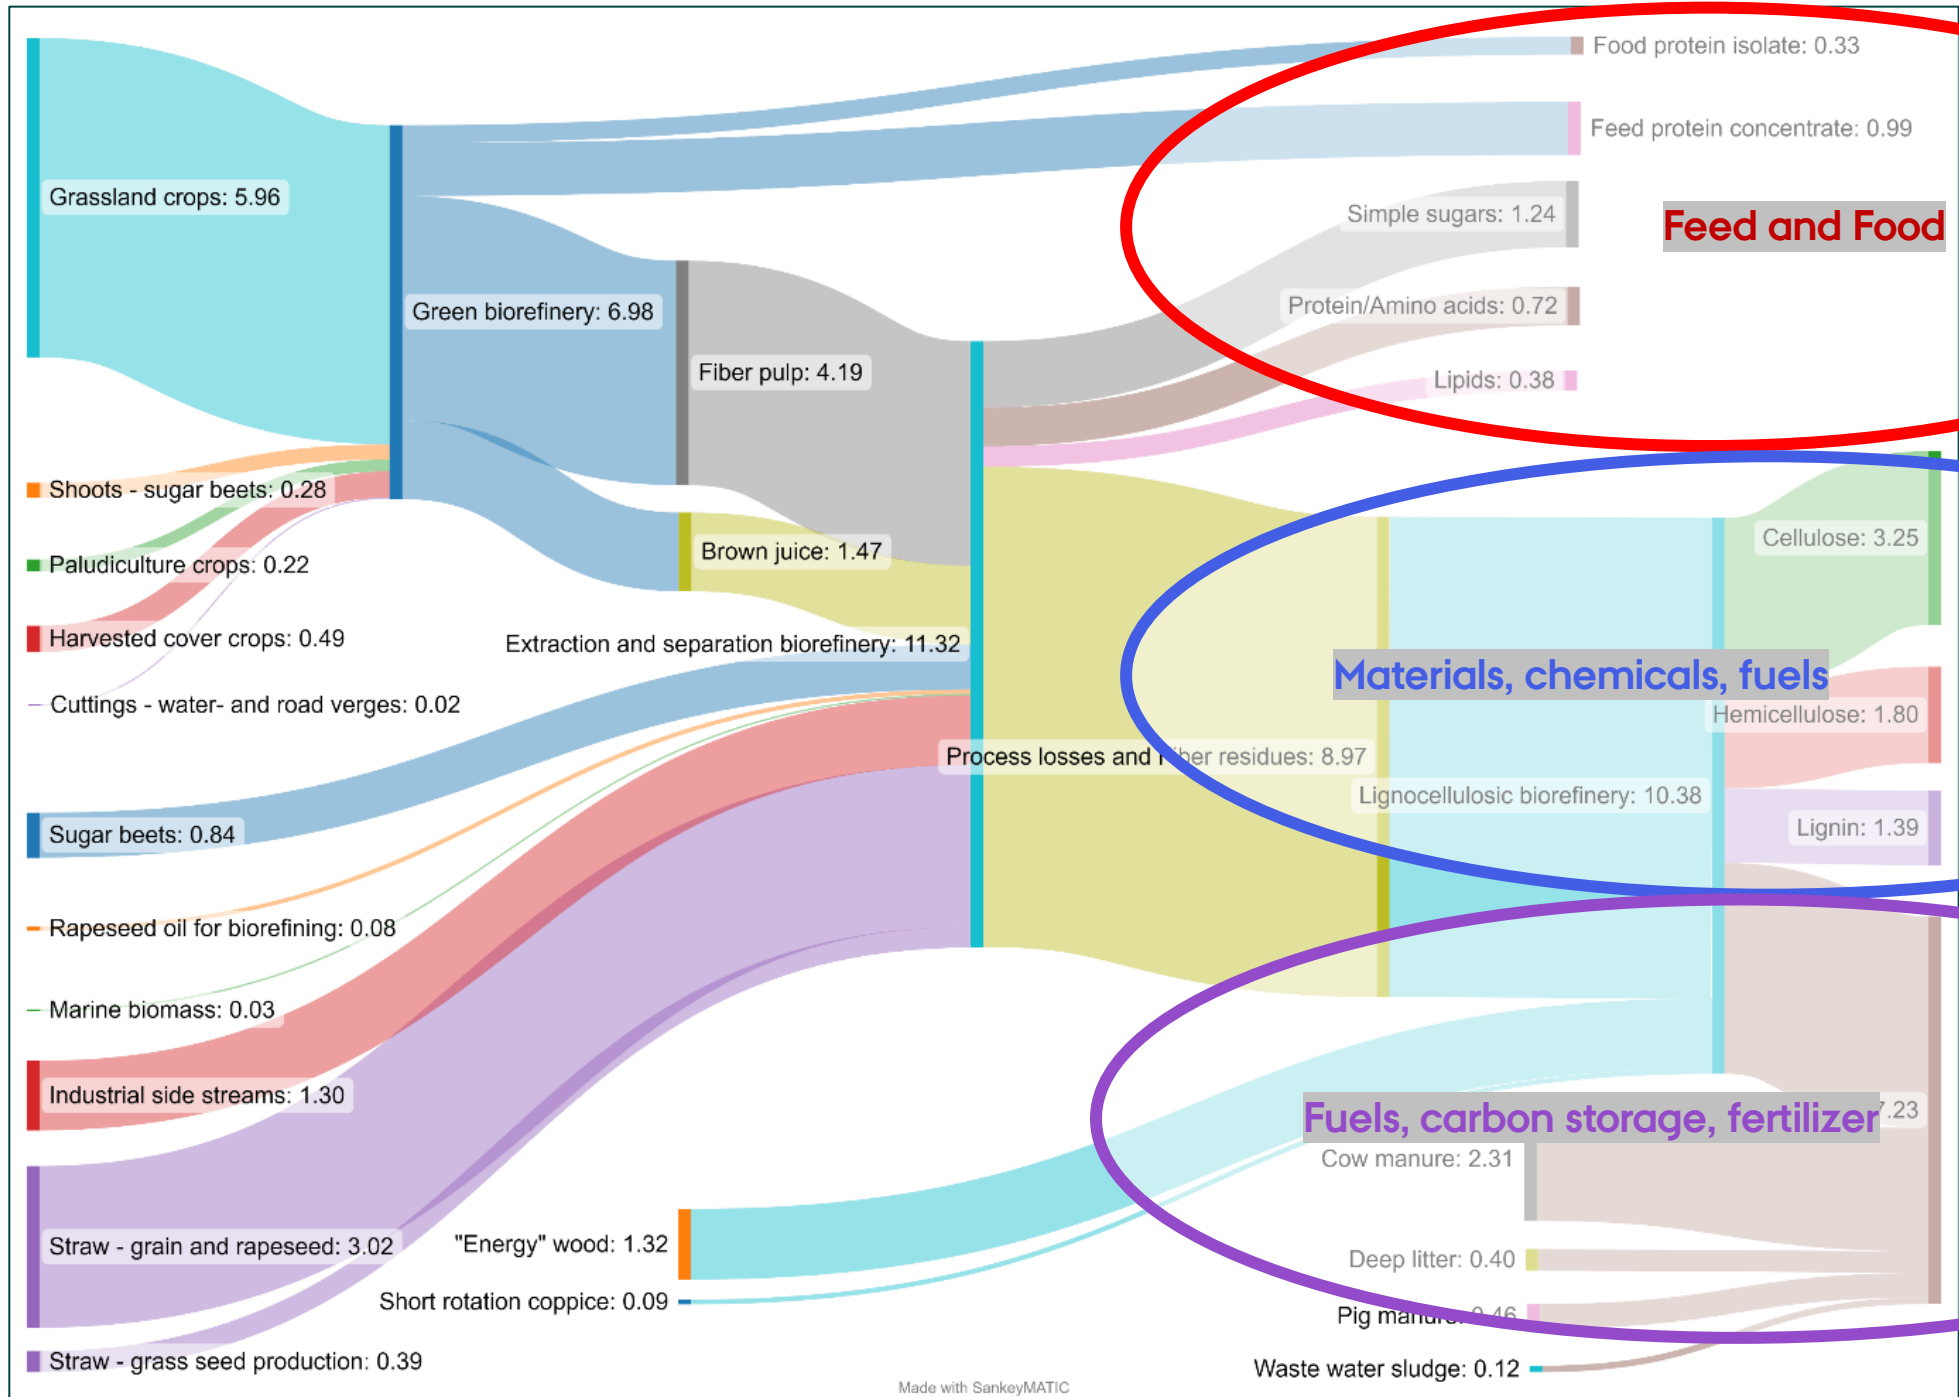 Food protein isolate: 0.33
Feed protein concentrate: 0.99
Grassland crops: 5.96
Simple sugars: 1.24
Feed and Food
Green biorefinery: 6.98
Protein/Amino acids: 0.72
Fiber pulp: 4.19
Lipids: 0.38
Shoots - sugar beets: 0.28
Cellulose: 3.25
Brown juice: 1.47
Paludiculture crops: 0.22
Harvested cover crops: 0.49
Extraction and separation biorefinery: 11.32
Materials, chemicals, fuels
Cuttings - water- and road verges: 0.02
Hemicellulose: 1.80
Process losses and Fiber residues: 8.97
Lignocellulosic biorefinery: 10.38
Sugar beets: 0.84
Lignin: 1.39
Rapeseed oil for biorefining: 0.08
Marine biomass: 0.03
Industrial side streams: 1.30
Fuels, carbon storage, fertilizer
7.23
Cow manure: 2.31
Straw - grain and rapeseed: 3.02
"Energy" wood: 1.32
Deep litter: 0.40
Short rotation coppice: 0.09
Pig manure: 0.46
Straw - grass seed production: 0.39
Waste water sludge: 0.12
Made with SankeyMATIC